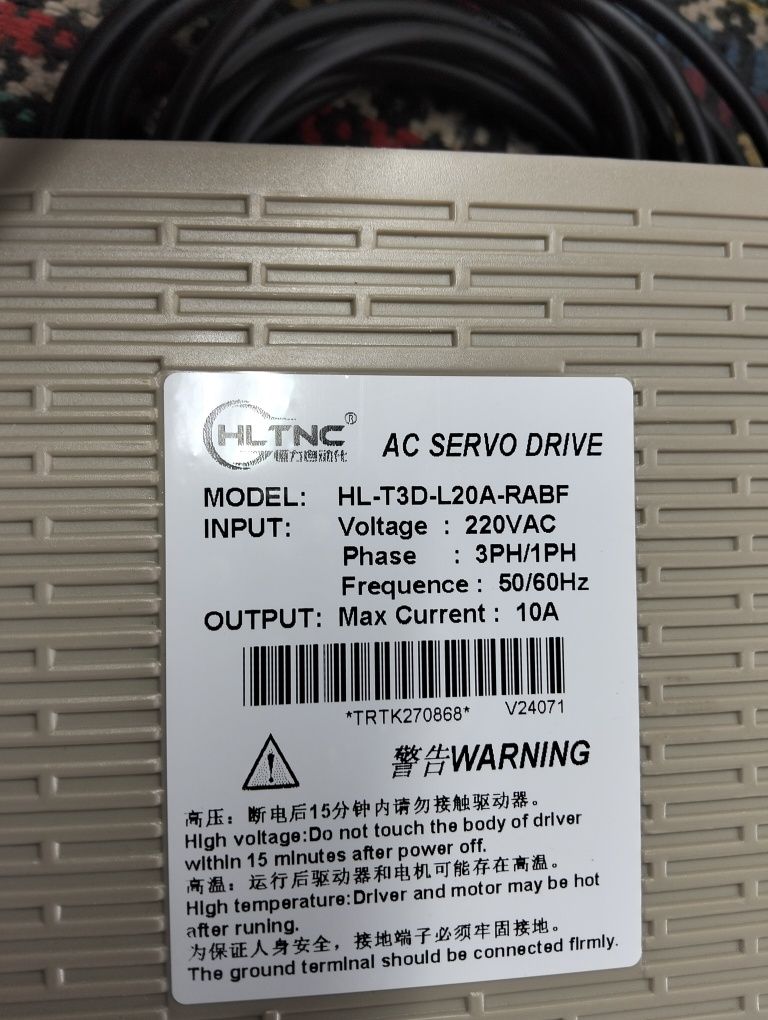 HLTNC®
恒力自动化
AC SERVO DRIVE
MODEL: HL-T3D-L20A-RABF
INPUT: Voltage : 220VAC
Phase : 3PH/1PH
Frequence : 50/60Hz
OUTPUT: Max Current : 10A
*TRTK270868* V24071
警告WARNING
高压：断电后15分钟内请勿接触驱动器。
High voltage:Do not touch the body of driver
within 15 minutes after power off.
高温：运行后驱动器和电机可能存在高温。
High temperature:Driver and motor may be hot
after runing.
为保证人身安全，接地端子必须牢固接地。
The ground terminal should be connected firmly.